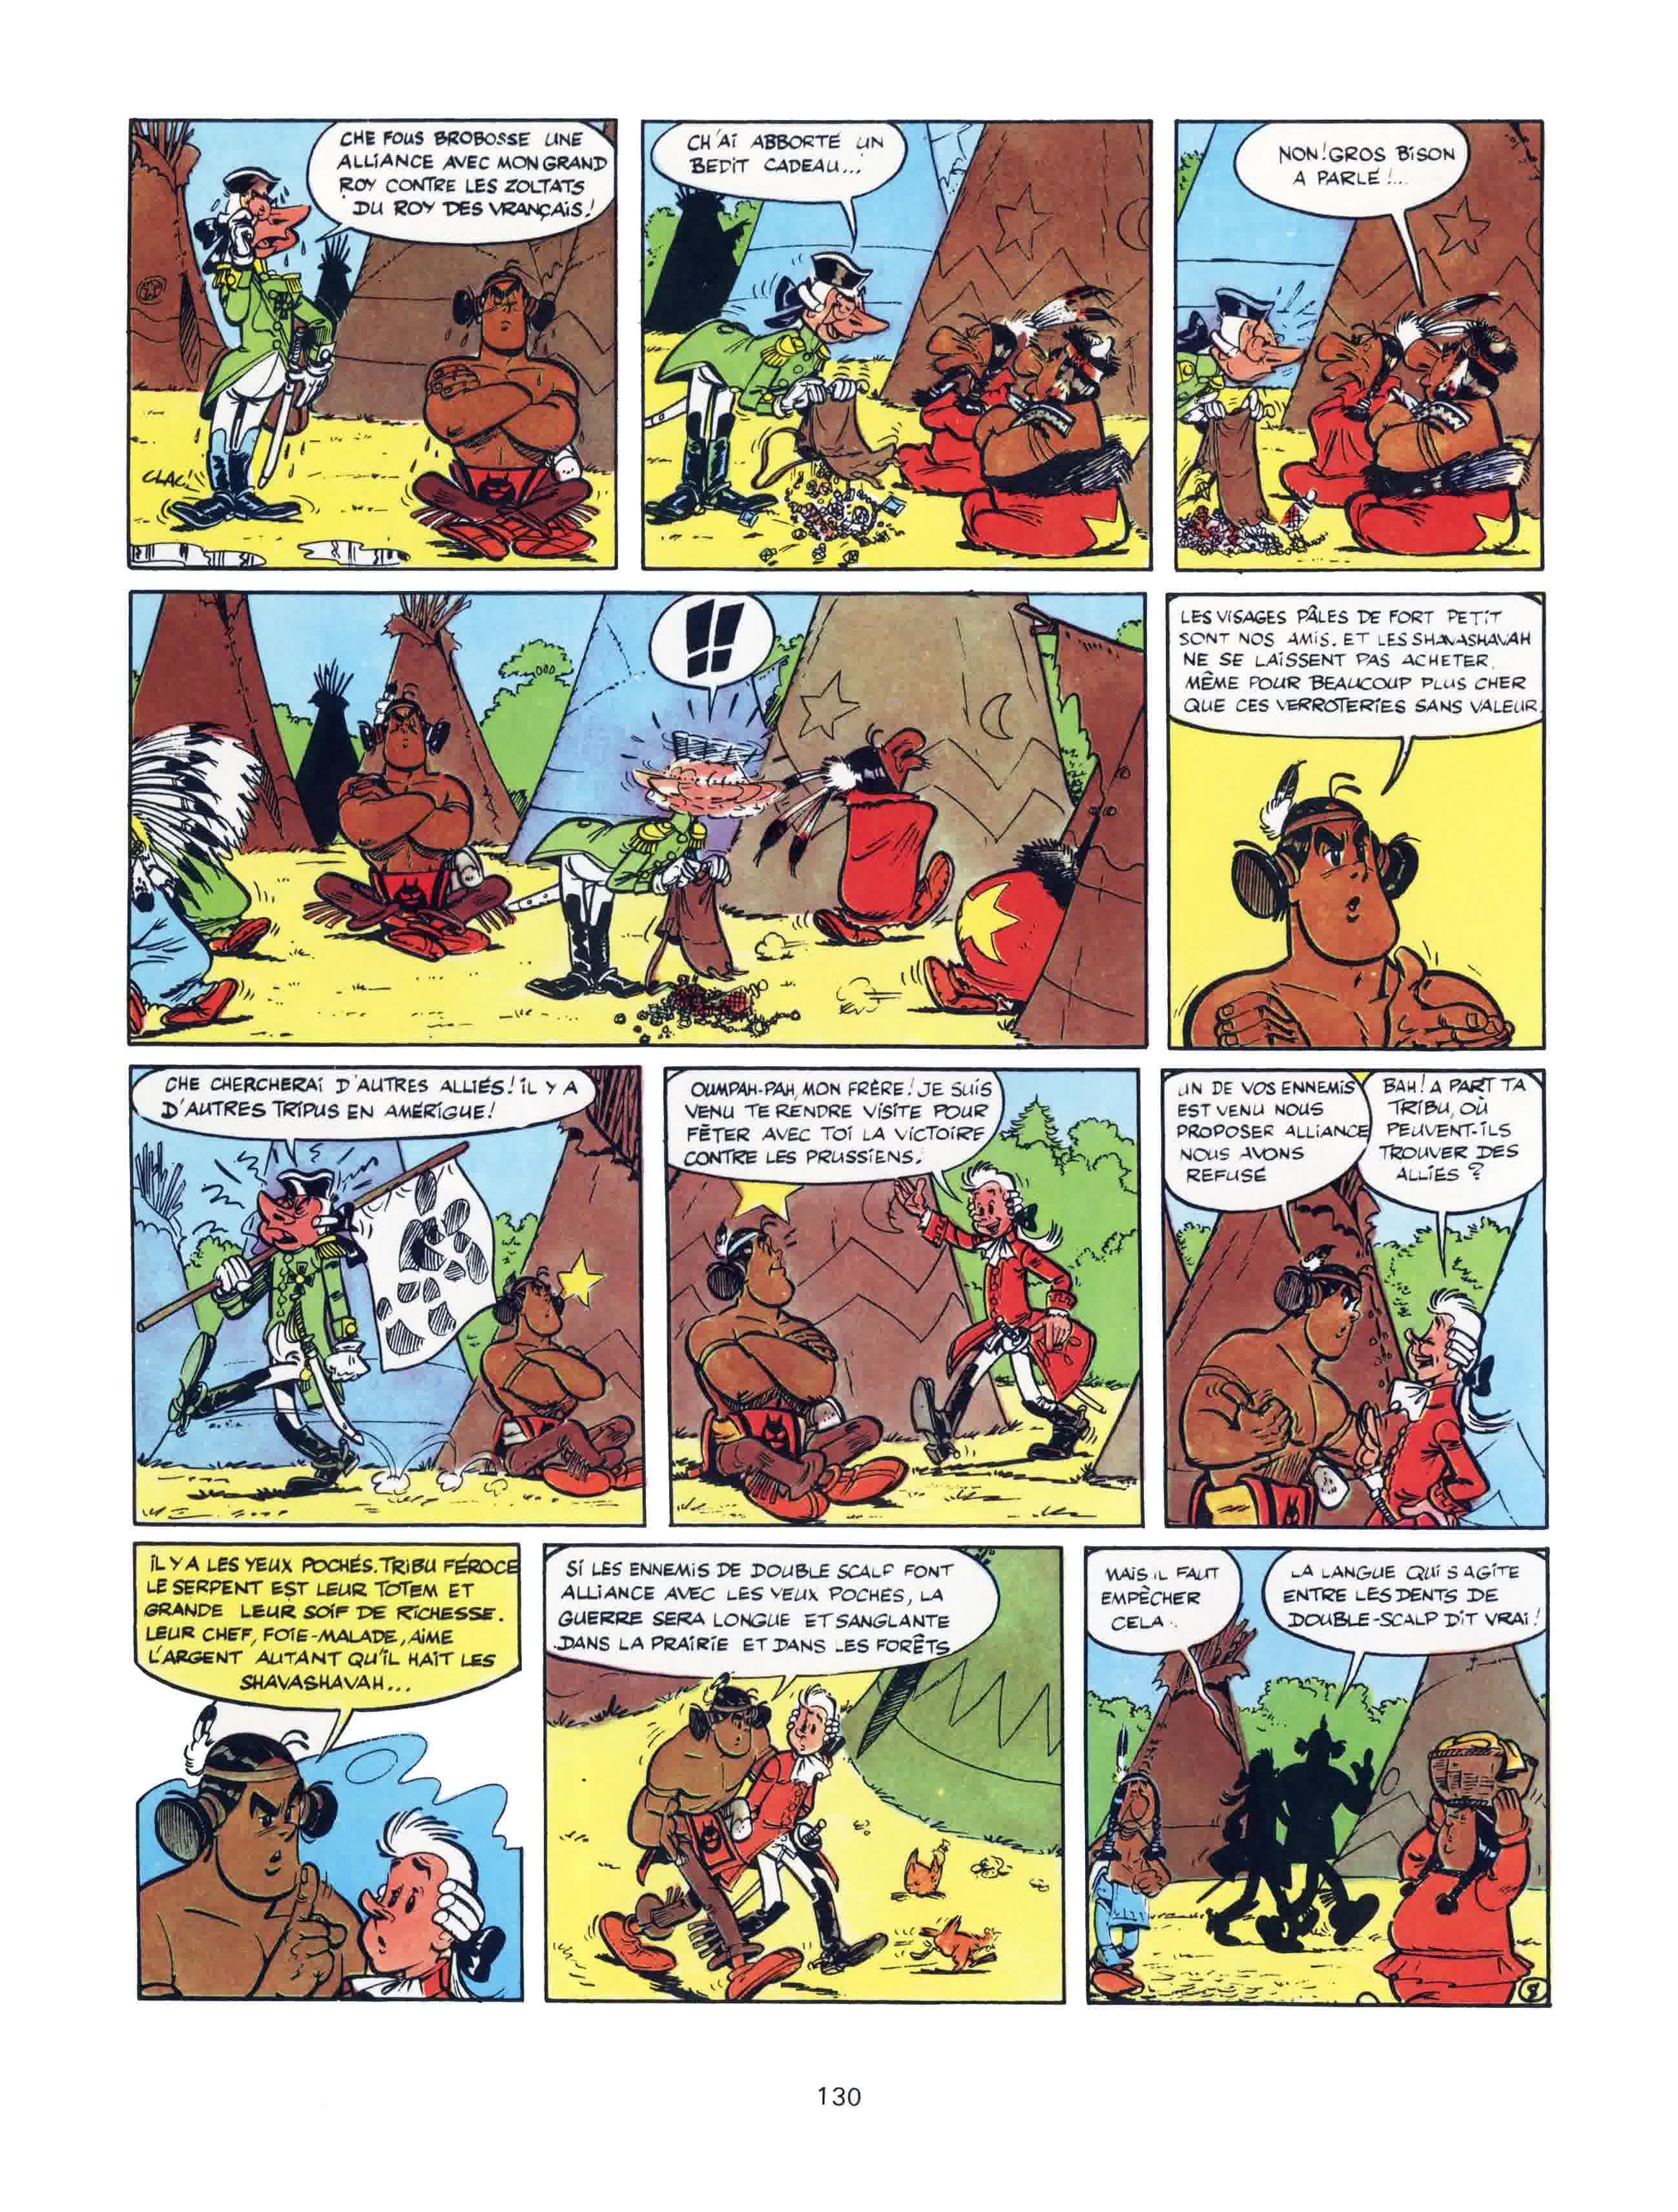 CHE FOUS BROBOSSE UNE
ALLIANCE AVEC MON GRAND
ROY CONTRE LES ZOLTATS
DU ROY DES VRANÇAIS!
CLAC!
CH'AI ABBORTÉ UN
BEDIT CADEAU...
NON! GROS BISON
A PARLÉ!...
!!
LES VISAGES PÂLES DE FORT PETIT
SONT NOS AMIS. ET LES SHAVASHAVAH
NE SE LAISSENT PAS ACHETER,
MÊME POUR BEAUCOUP PLUS CHER
QUE CES VERROTERIES SANS VALEUR
CHE CHERCHERAI D'AUTRES ALLIÉS! IL Y A
D'AUTRES TRIPUS EN AMÉRIGUE!
OUMPAH-PAH, MON FRÈRE! JE SUIS
VENU TE RENDRE VISITE POUR
FÊTER AVEC TOI LA VICTOIRE
CONTRE LES PRUSSIENS.
UN DE VOS ENNEMIS
EST VENU NOUS
PROPOSER ALLIANCE
NOUS AVONS
REFUSÉ
BAH! A PART TA
TRIBU, OÙ
PEUVENT-ILS
TROUVER DES
ALLIÉS?
IL Y A LES YEUX POCHÉS. TRIBU FÉROCE
LE SERPENT EST LEUR TOTEM ET
GRANDE LEUR SOIF DE RICHESSE.
LEUR CHEF, FOIE-MALADE, AIME
L'ARGENT AUTANT QU'IL HAIT LES
SHAVASHAVAH...
SI LES ENNEMIS DE DOUBLE SCALP FONT
ALLIANCE AVEC LES YEUX POCHÉS, LA
GUERRE SERA LONGUE ET SANGLANTE
DANS LA PRAIRIE ET DANS LES FORÊTS
MAIS IL FAUT
EMPÊCHER
CELA.
LA LANGUE QUI S'AGITE
ENTRE LES DENTS DE
DOUBLE-SCALP DIT VRAI!
8
130